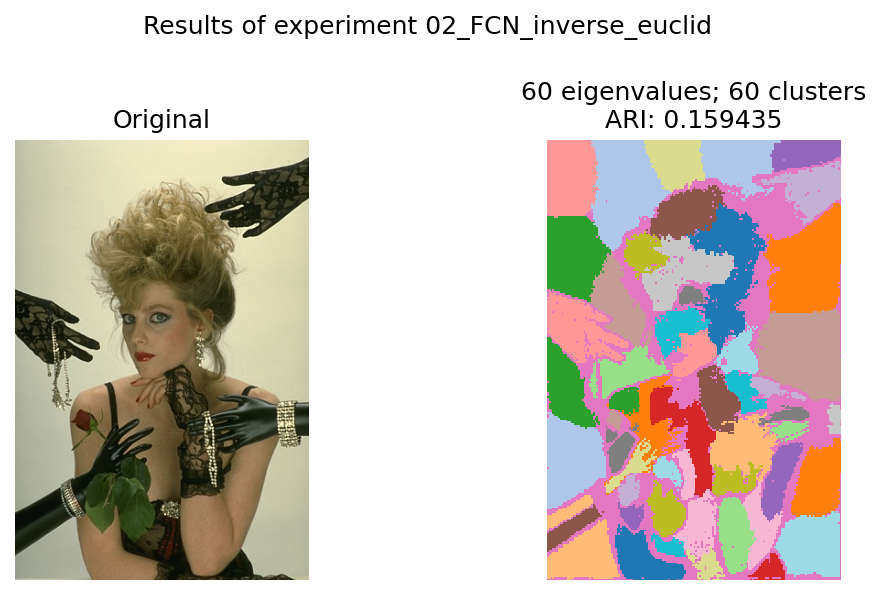 Results of experiment 02_FCN_inverse_euclid
Original
60 eigenvalues; 60 clusters
ARI: 0.159435